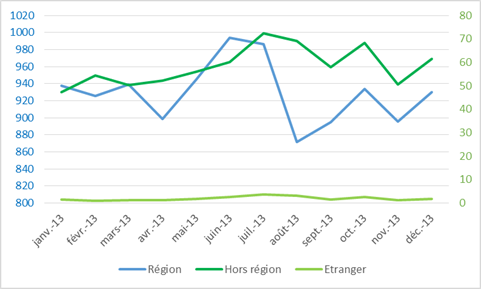 1020
1000
980
960
940
920
900
880
860
840
820
800
80
70
60
50
40
30
20
10
0
janv.-13
févr.-13
mars-13
avr.-13
mai-13
juin-13
juil.-13
août-13
sept.-13
oct.-13
nov.-13
déc.-13
Région
Hors région
Etranger